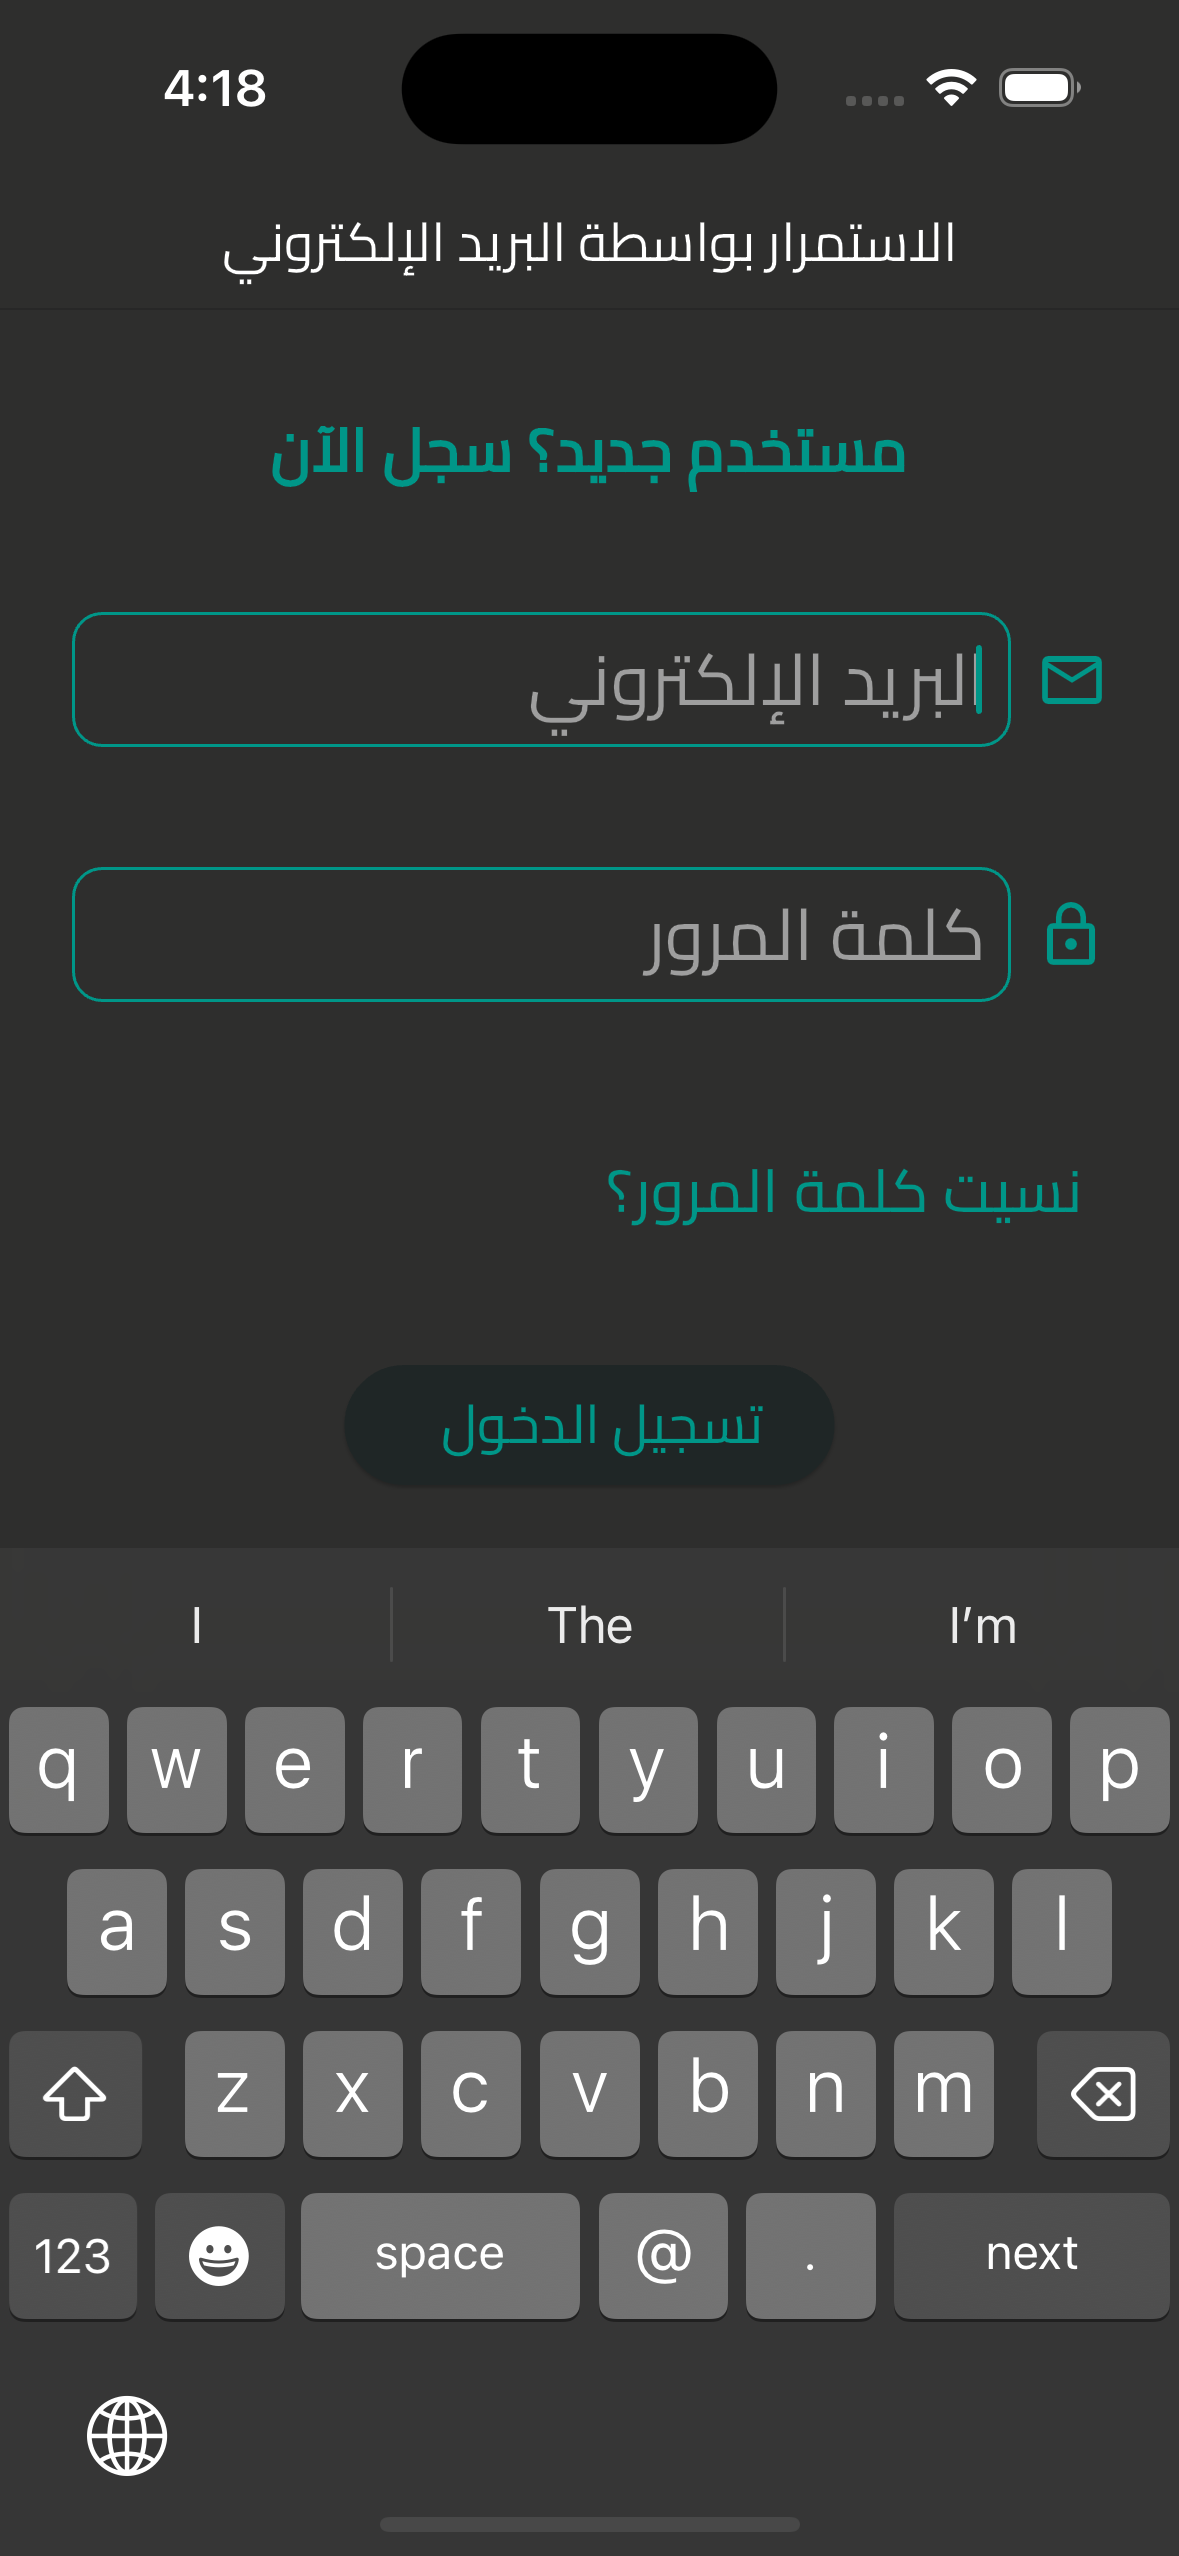 4:18
الاستمرار بواسطة البريد الإلكتروني
مستخدم جديد؟ سجل الآن
البريد الإلكتروني
كلمة المرور
نسيت كلمة المرور؟
تسجيل الدخول
I The I'm
q w e r t y u i o p
a s d f g h j k l
z x c v b n m
123 space @ . next